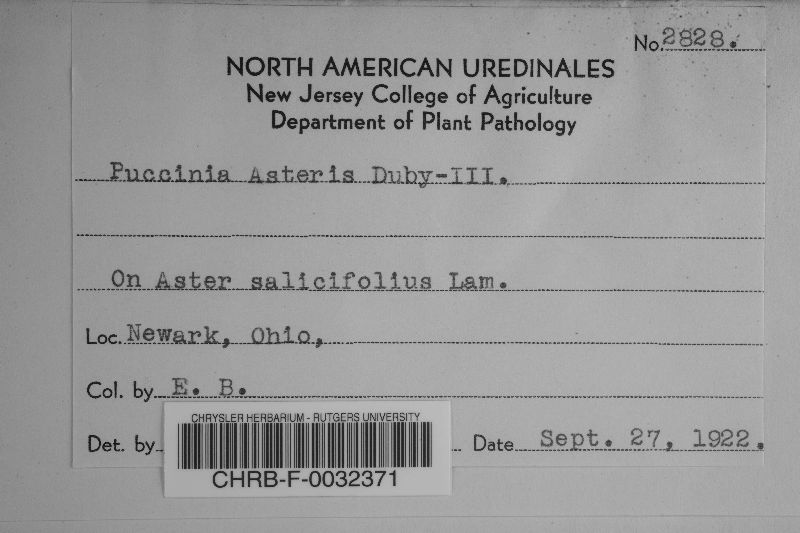 No. 2828.
NORTH AMERICAN UREDINALES
New Jersey College of Agriculture
Department of Plant Pathology
Puccinia Asteris Duby-III.
On Aster salicifolius Lam.
Loc. Newark, Ohio,
Col. by E. B.
Det. by Date Sept. 27, 1922.
CHRYSLER HERBARIUM - RUTGERS UNIVERSITY
CHRB-F-0032371